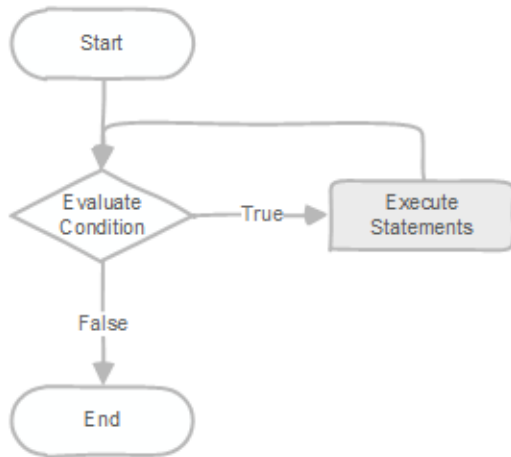 Start
Evaluate
Condition
True
Execute
Statements
False
End